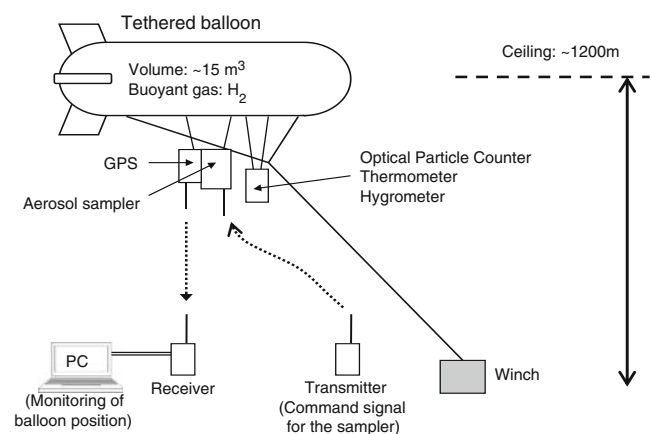 Tethered balloon
Volume: ~15 m3
Buoyant gas: H2
Ceiling: ~1200m
GPS
Aerosol sampler
Optical Particle Counter
Thermometer
Hygrometer
PC
(Monitoring of
balloon position)
Receiver
Transmitter
(Command signal
for the sampler)
Winch